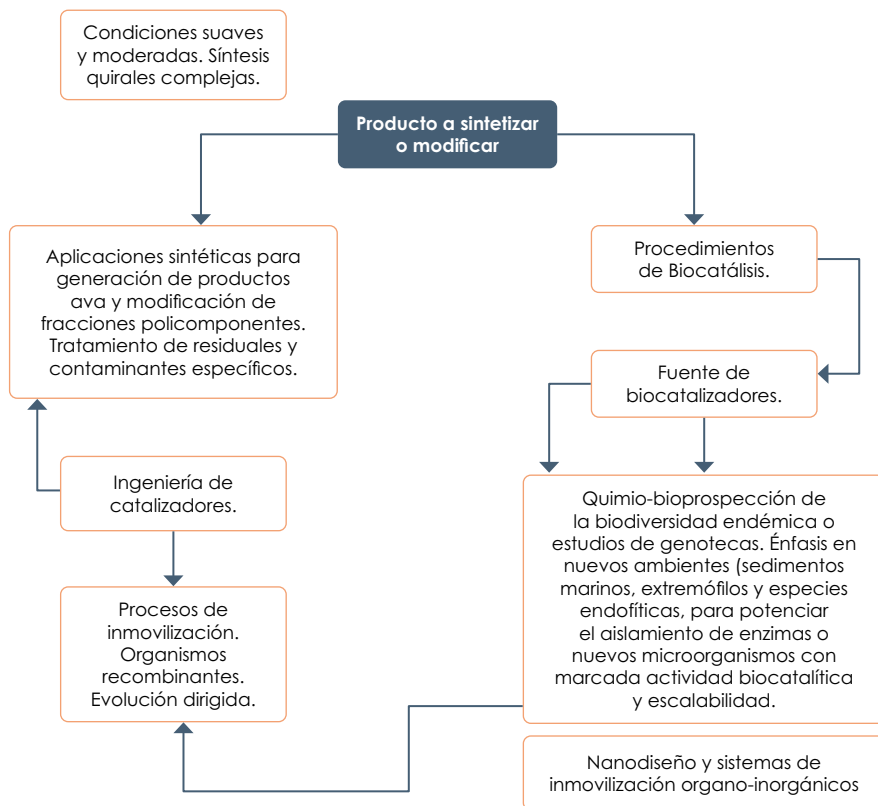 Condiciones suaves
y moderadas. Síntesis
quirales complejas.
Producto a sintetizar
o modificar
Aplicaciones sintéticas para
generación de productos
ava y modificación de
fracciones policomponentes.
Tratamiento de residuales y
contaminantes específicos.
Procedimientos
de Biocatálisis.
Fuente de
biocatalizadores.
Ingeniería de
catalizadores.
Quimio-bioprospección de
la biodiversidad endémica o
estudios de genotecas. Énfasis en
nuevos ambientes (sedimentos
marinos, extremófilos y especies
endofíticas, para potenciar
el aislamiento de enzimas o
nuevos microorganismos con
marcada actividad biocatalítica
y escalabilidad.
Procesos de
inmovilización.
Organismos
recombinantes.
Evolución dirigida.
Nanodiseño y sistemas de
inmovilización organo-inorgánicos